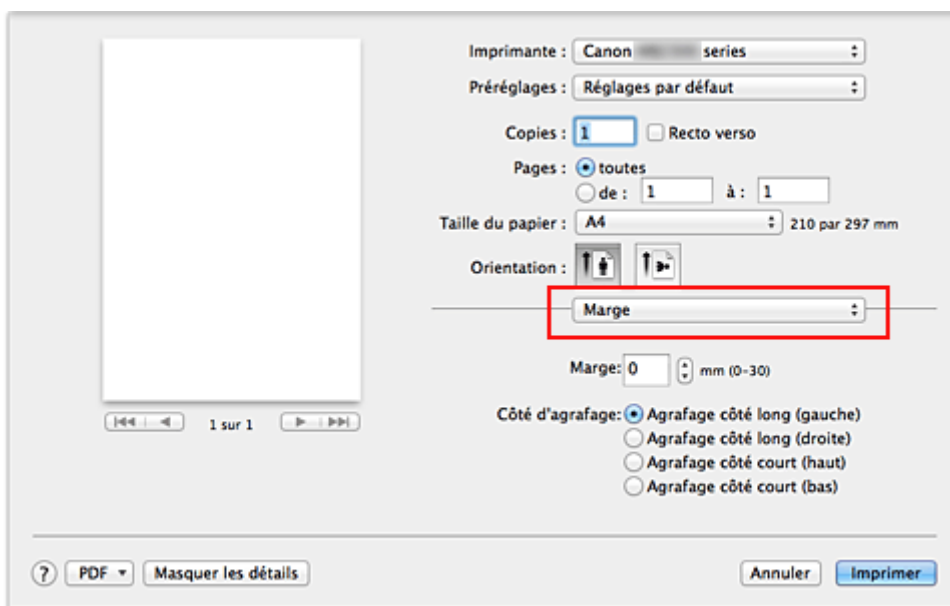 Imprimante : Canon series
Préréglages : Réglages par défaut
Copies : 1 Recto verso
Pages : toutes
de : 1 à : 1
Taille du papier : A4 210 par 297 mm
Orientation :
Marge
Marge: 0 mm (0-30)
Côté d'agrafage: Agrafage côté long (gauche)
Agrafage côté long (droite)
Agrafage côté court (haut)
Agrafage côté court (bas)
1 sur 1
? PDF Masquer les détails Annuler Imprimer